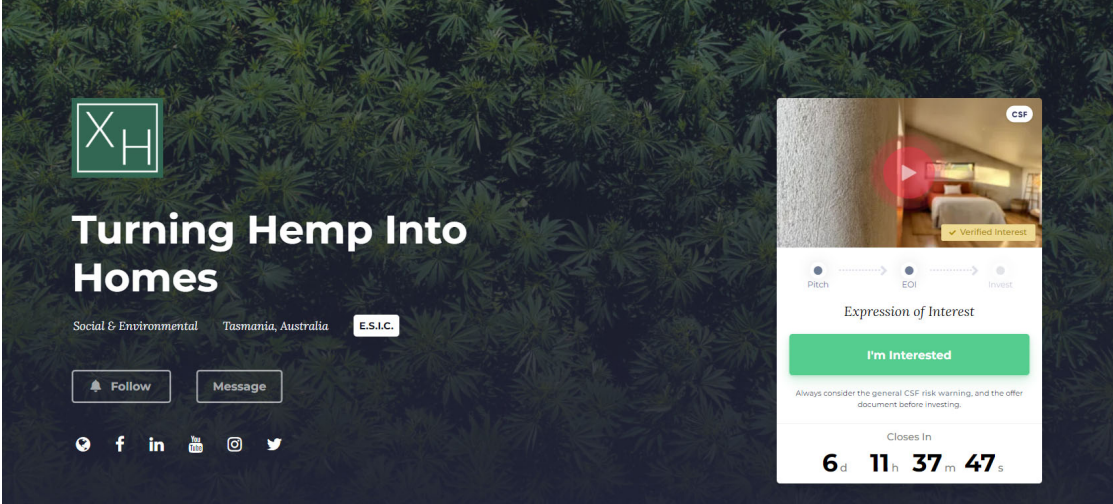 XH
Turning Hemp Into
Homes
Social & Environmental Tasmania, Australia E.S.I.C.
Follow Message
You
Tube
CSF
Verified Interest
Pitch EOI Invest
Expression of Interest
I'm Interested
Always consider the general CSF risk warning, and the offer
document before investing.
Closes In
6d 11h 37m 47s